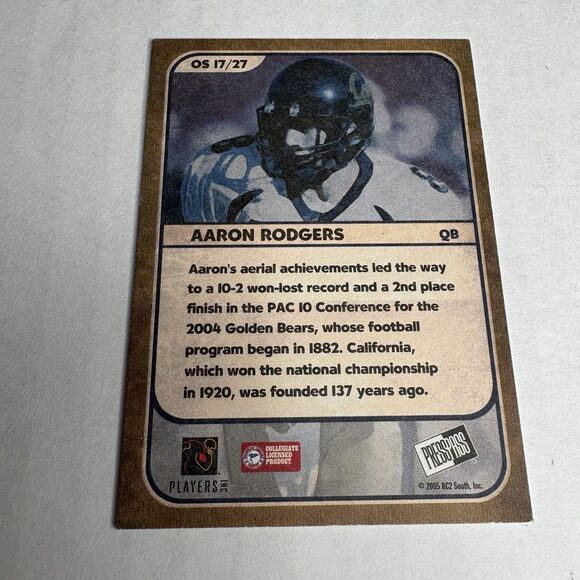 OS 17/27
AARON RODGERS QB
Aaron's aerial achievements led the way
to a 10-2 won-lost record and a 2nd place
finish in the PAC 10 Conference for the
2004 Golden Bears, whose football
program began in 1882. California,
which won the national championship
in 1920, was founded 137 years ago.
PLAYERS INC
COLLEGIATE
LICENSED
PRODUCT
PRESS PASS
© 2005 RC2 South, Inc.